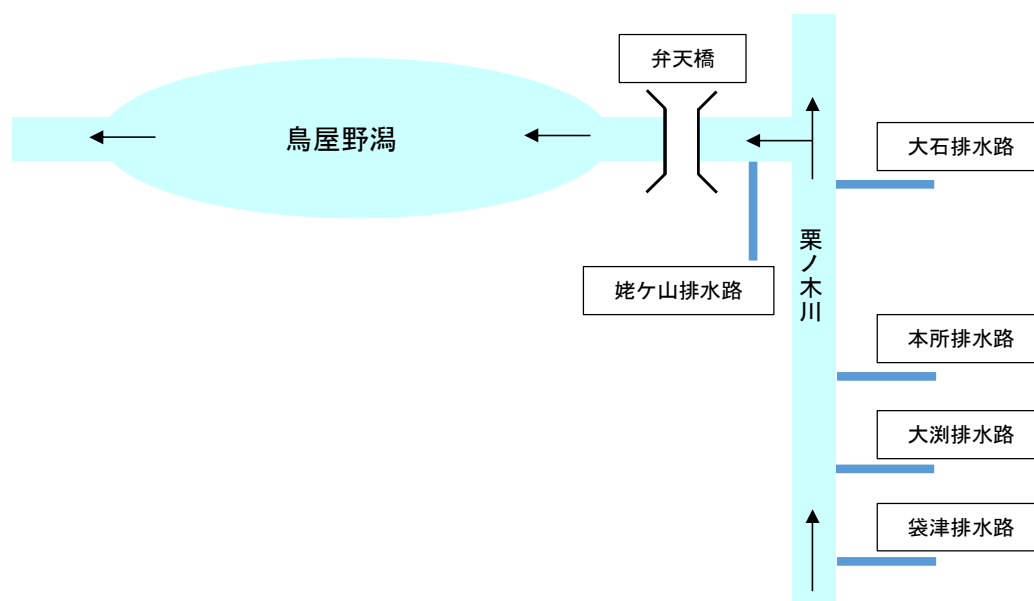 弁天橋
鳥屋野潟
大石排水路
栗ノ木川
姥ケ山排水路
本所排水路
大渕排水路
袋津排水路